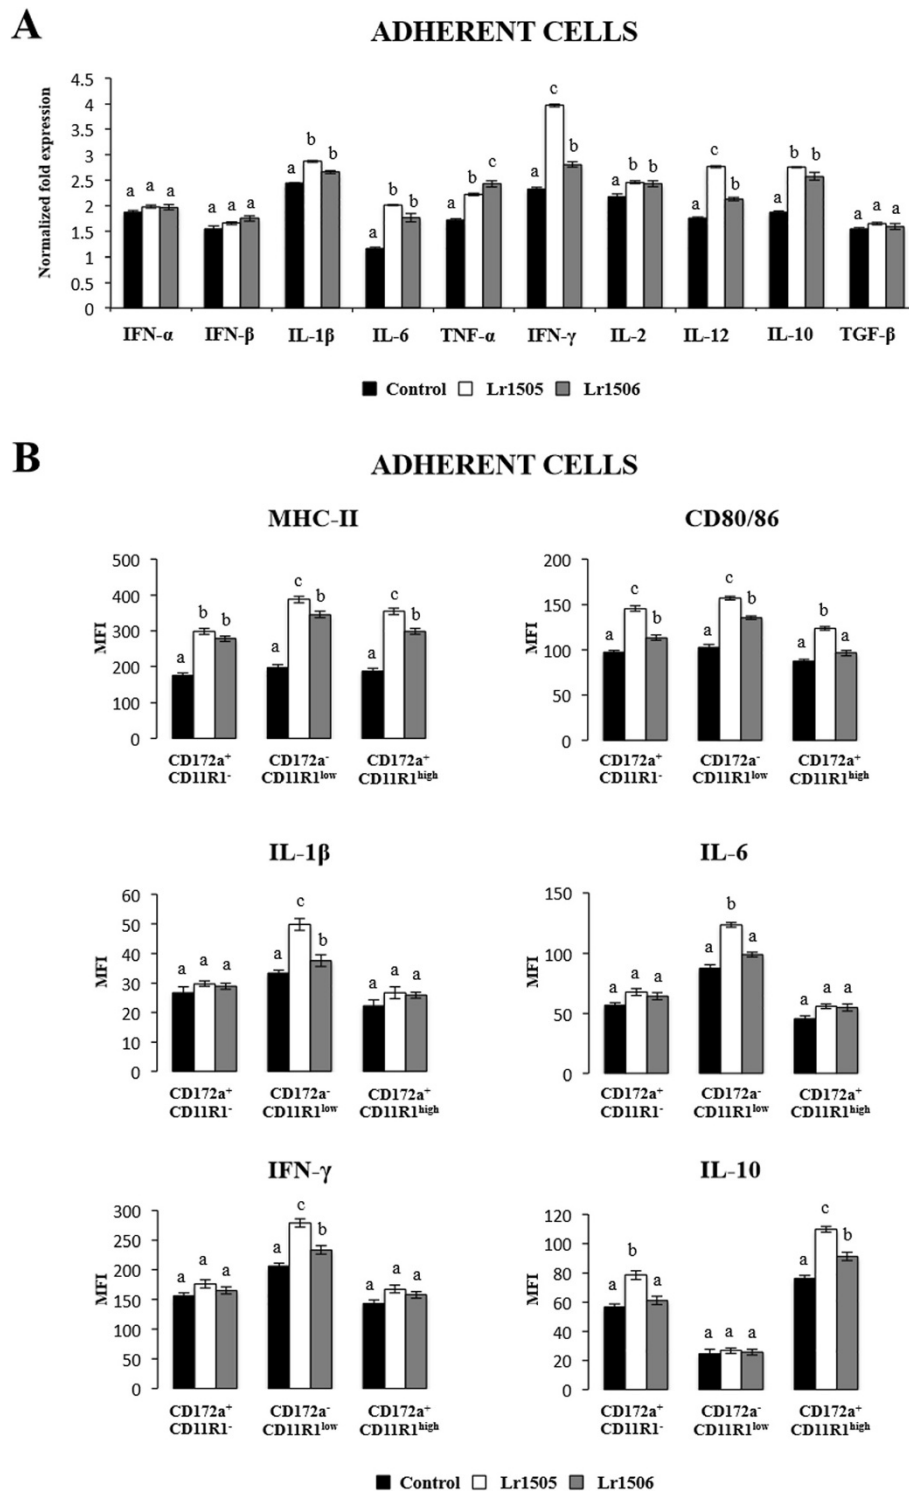 A
ADHERENT CELLS
Normalized fold expression
4.5
4
3.5
3
2.5
2
1.5
1
0.5
0
a a a
a a a
a b b
a b b
a b c
a c b
a b b
a c b
a b b
a a a
IFN-α IFN-β IL-1β IL-6 TNF-α IFN-γ IL-2 IL-12 IL-10 TGF-β
Control Lr1505 Lr1506
B
ADHERENT CELLS
MHC-II
MFI
500
400
300
200
100
0
a b b
a c b
a c b
CD172a⁺ CD172a⁻ CD172a⁺
CD11R1⁻ CD11R1ˡᵒʷ CD11R1ʰⁱᵍʰ
CD80/86
MFI
200
150
100
50
0
a c b
a c b
a b a
CD172a⁺ CD172a⁻ CD172a⁺
CD11R1⁻ CD11R1ˡᵒʷ CD11R1ʰⁱᵍʰ
IL-1β
MFI
60
50
40
30
20
10
0
a a a
a c b
a a a
CD172a⁺ CD172a⁻ CD172a⁺
CD11R1⁻ CD11R1ˡᵒʷ CD11R1ʰⁱᵍʰ
IL-6
MFI
150
100
50
0
a a a
a b a
a a a
CD172a⁺ CD172a⁻ CD172a⁺
CD11R1⁻ CD11R1ˡᵒʷ CD11R1ʰⁱᵍʰ
IFN-γ
MFI
300
250
200
150
100
50
0
a a a
a c b
a a a
CD172a⁺ CD172a⁻ CD172a⁺
CD11R1⁻ CD11R1ˡᵒʷ CD11R1ʰⁱᵍʰ
IL-10
MFI
120
100
80
60
40
20
0
a b a
a a a
a c b
CD172a⁺ CD172a⁻ CD172a⁺
CD11R1⁻ CD11R1ˡᵒʷ CD11R1ʰⁱᵍʰ
Control Lr1505 Lr1506